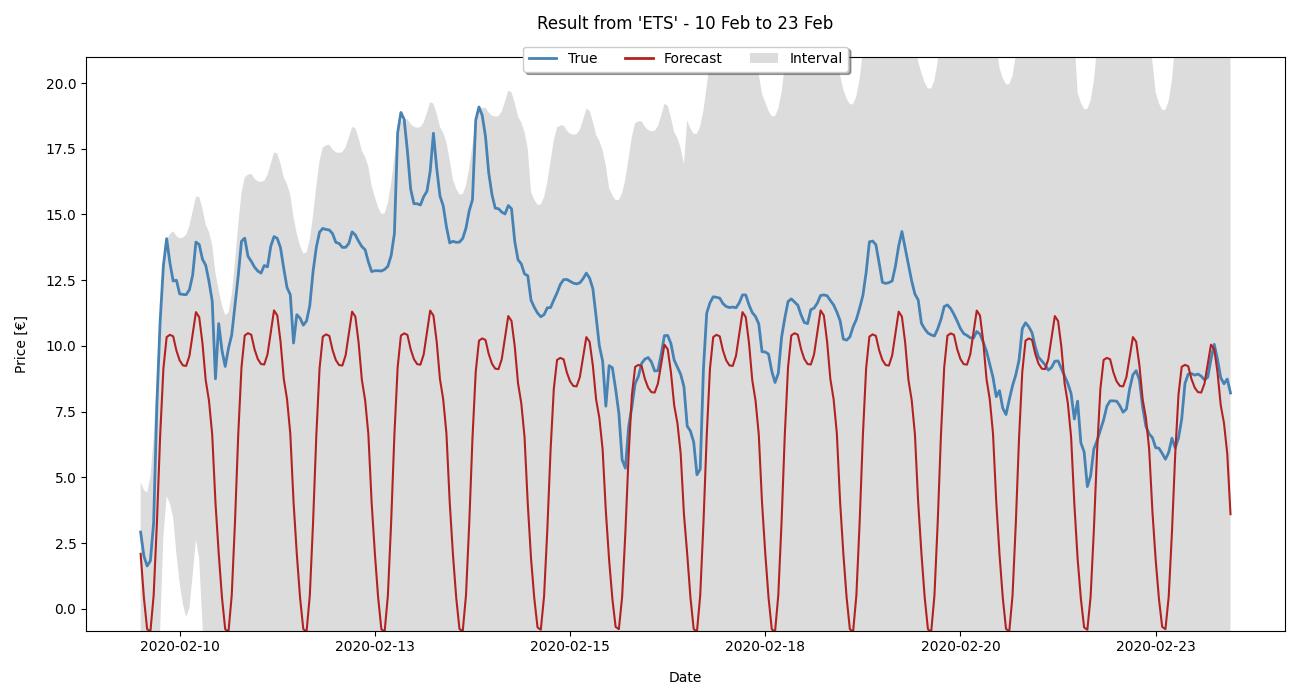 Result from 'ETS' - 10 Feb to 23 Feb
True Forecast Interval
Price [€]
20.0
17.5
15.0
12.5
10.0
7.5
5.0
2.5
0.0
2020-02-10 2020-02-13 2020-02-15 2020-02-18 2020-02-20 2020-02-23
Date